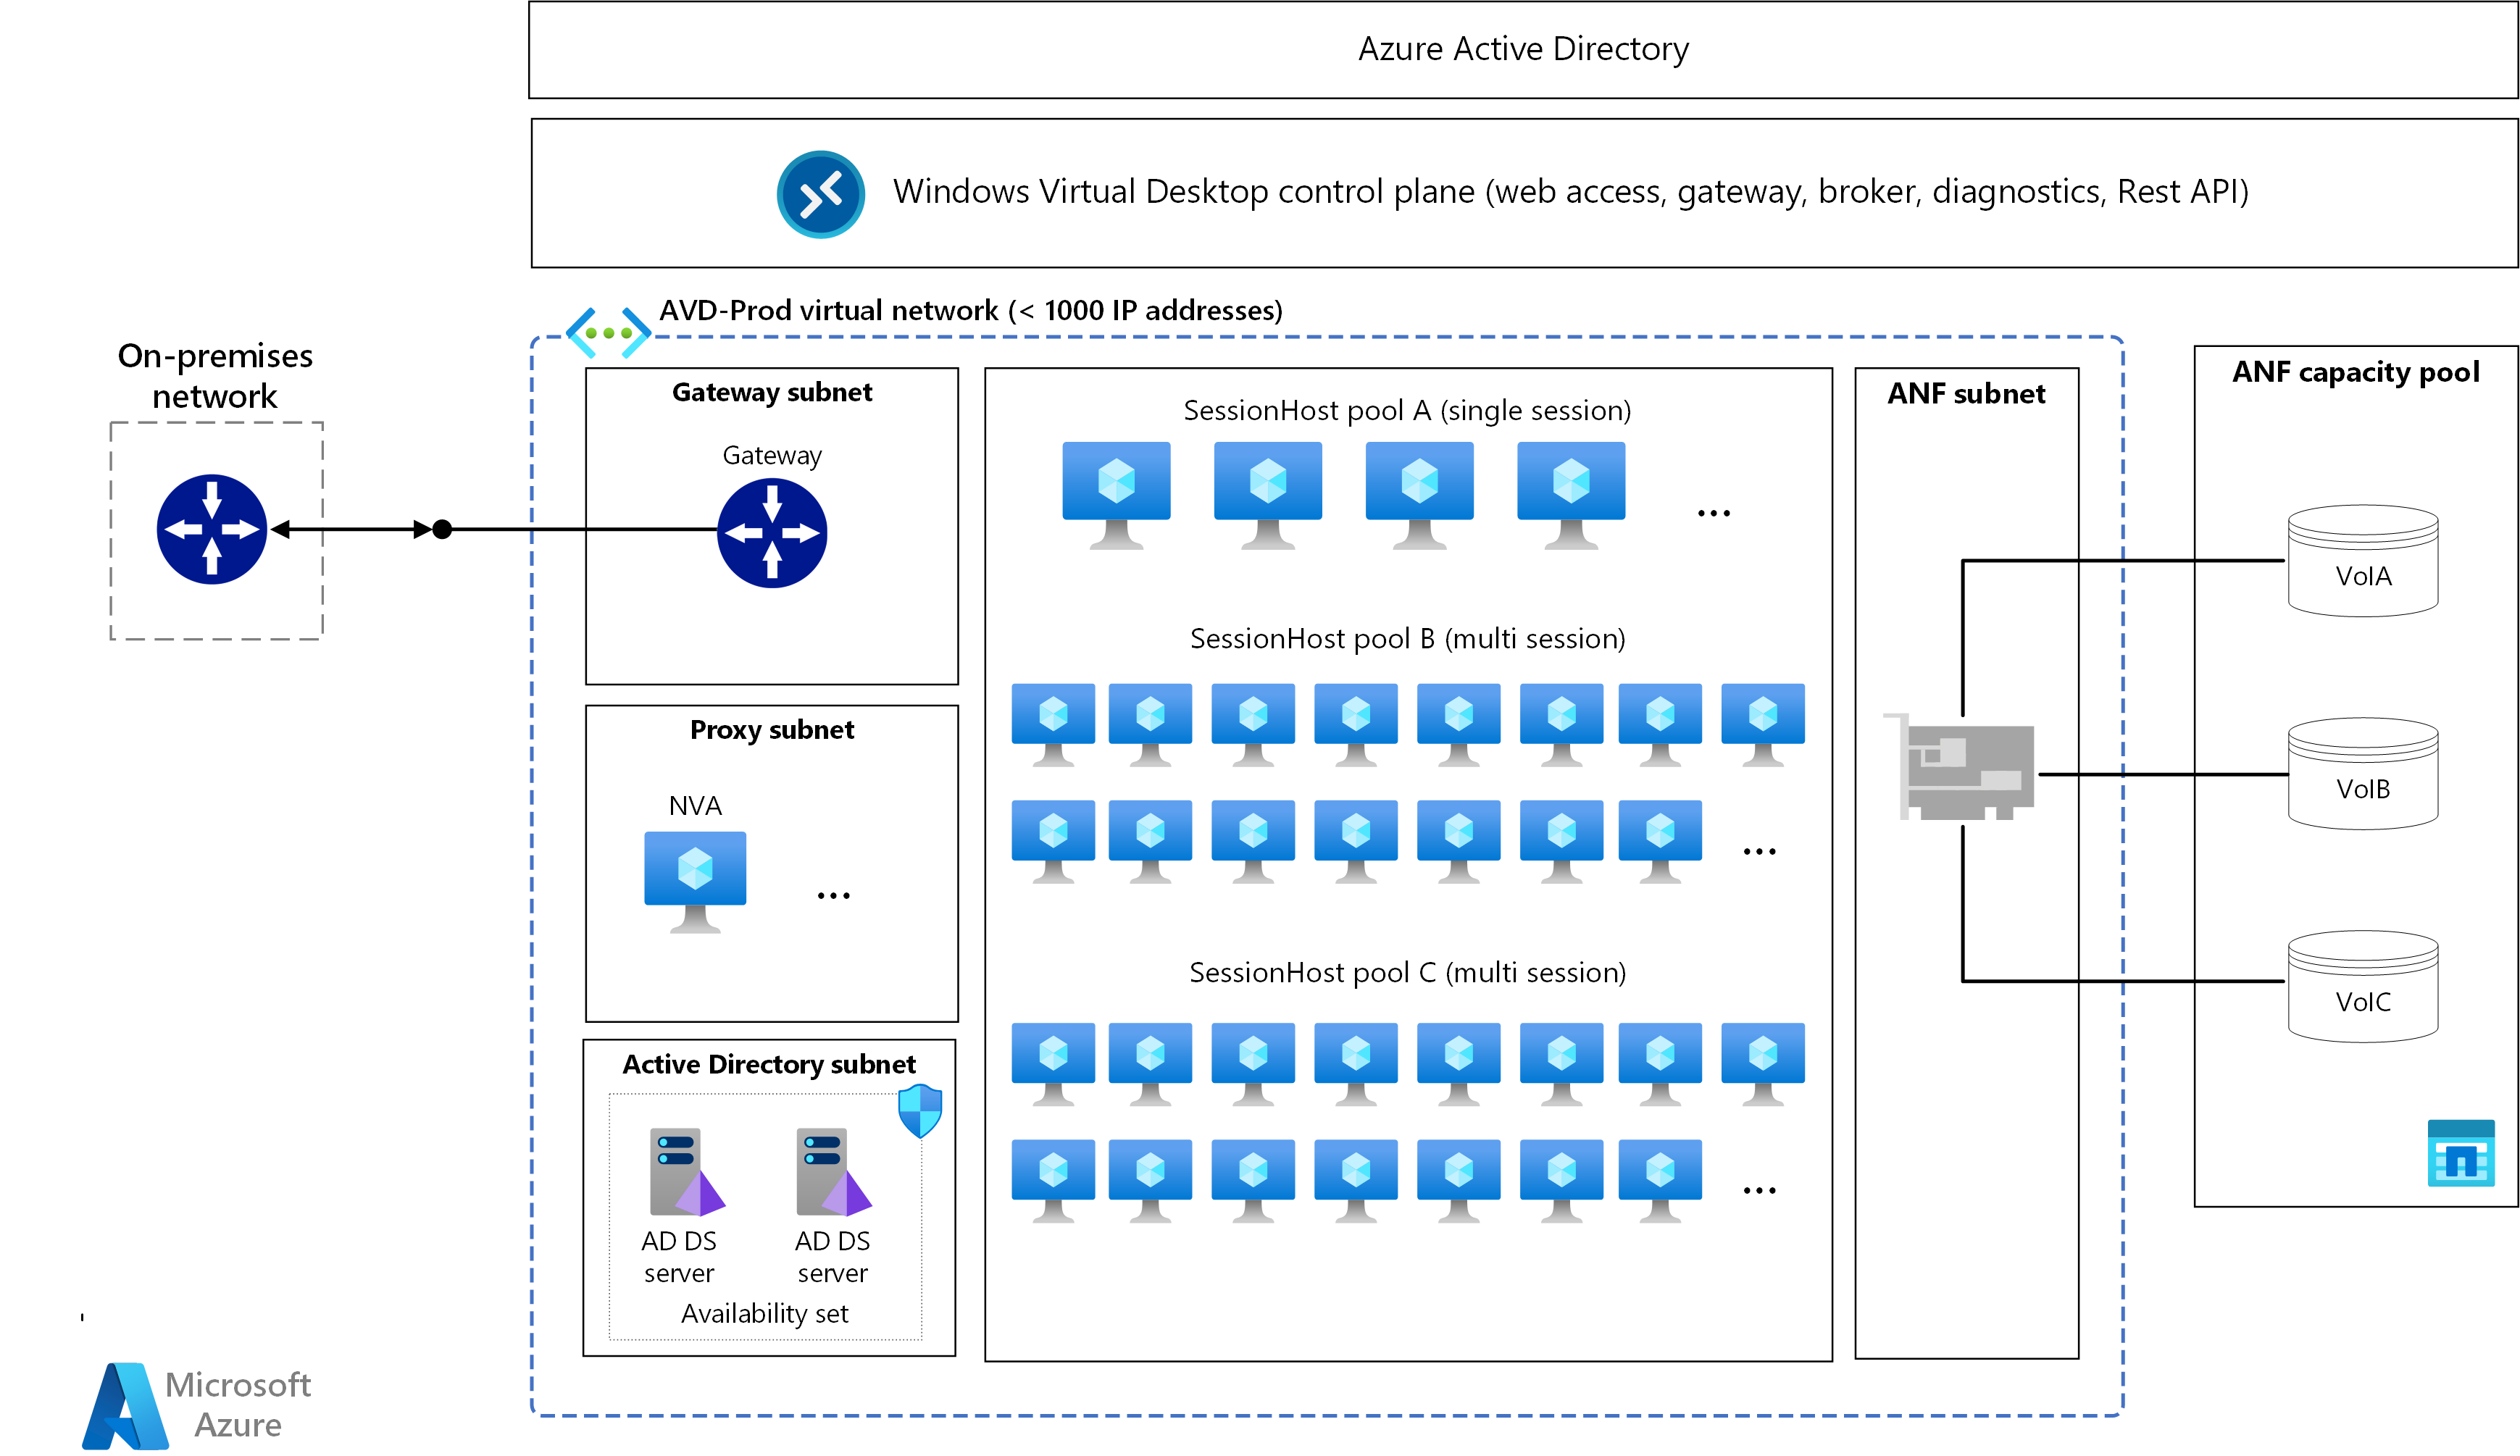 Azure Active Directory
Windows Virtual Desktop control plane (web access, gateway, broker, diagnostics, Rest API)
AVD-Prod virtual network (< 1000 IP addresses)
On-premises
network
Gateway subnet
Gateway
Proxy subnet
NVA
...
Active Directory subnet
AD DS
server
AD DS
server
Availability set
SessionHost pool A (single session)
...
SessionHost pool B (multi session)
...
SessionHost pool C (multi session)
...
ANF subnet
ANF capacity pool
VolA
VolB
VolC
Microsoft
Azure